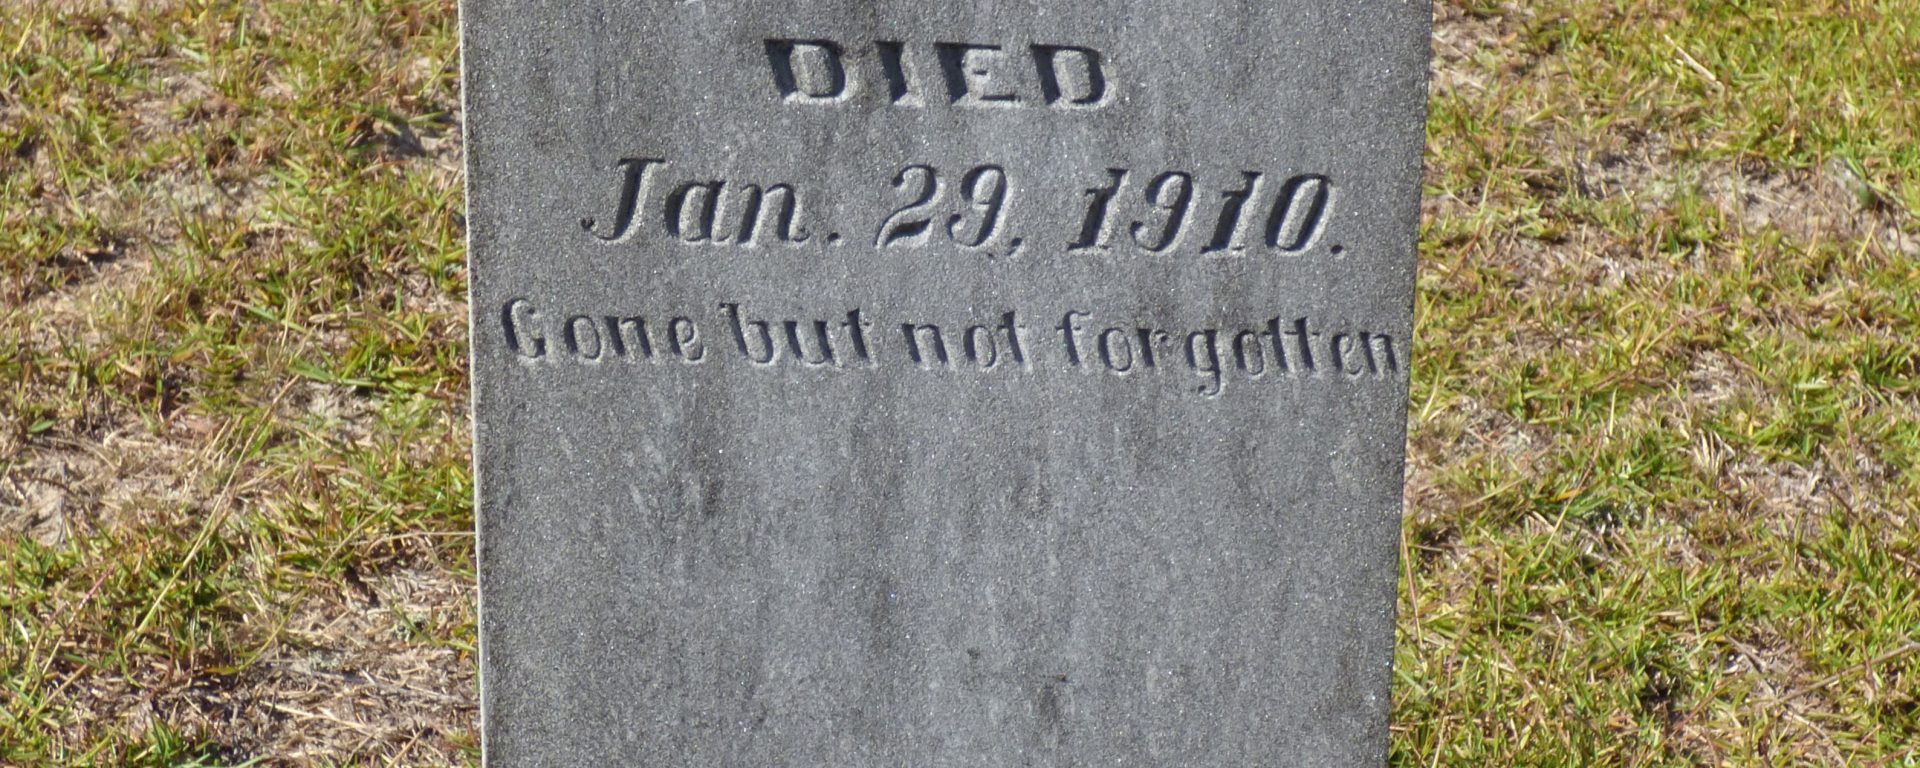 DIED
Jan. 29, 1910.
Gone but not forgotten